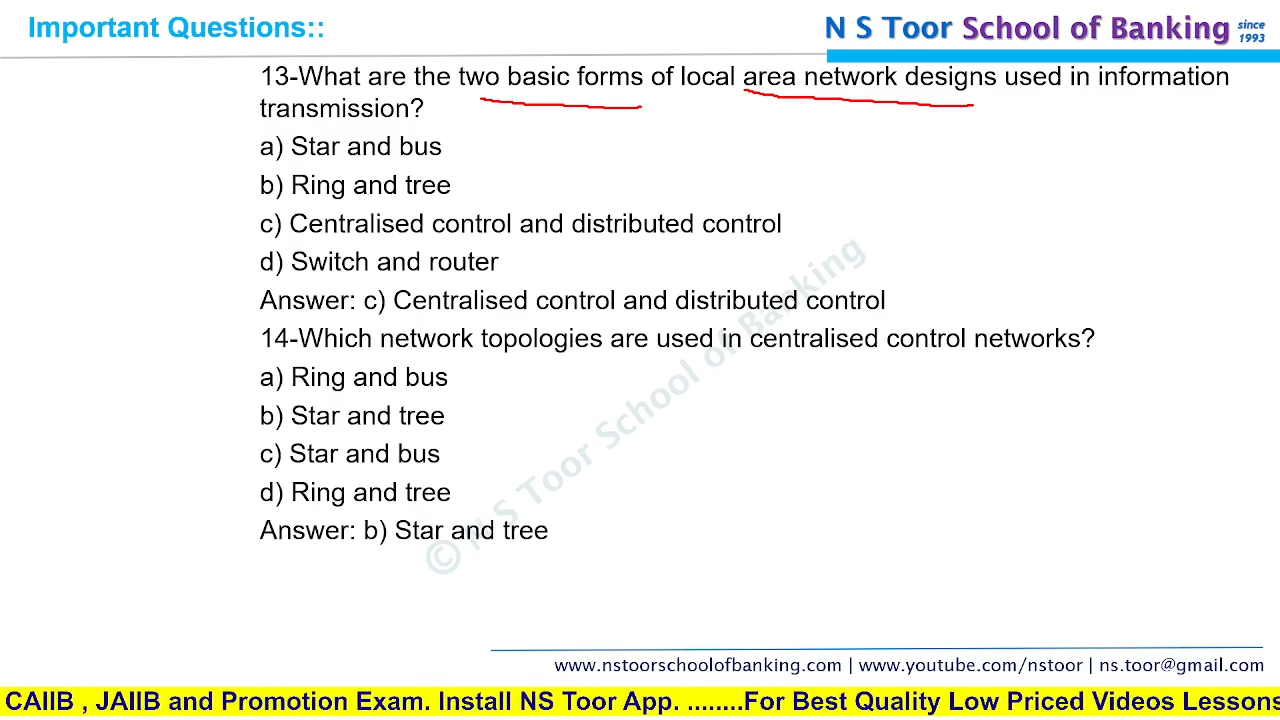 Important Questions::
N S Toor School of Banking since 1993
13-What are the two basic forms of local area network designs used in information
transmission?
a) Star and bus
b) Ring and tree
c) Centralised control and distributed control
d) Switch and router
Answer: c) Centralised control and distributed control
14-Which network topologies are used in centralised control networks?
a) Ring and bus
b) Star and tree
c) Star and bus
d) Ring and tree
Answer: b) Star and tree
© N S Toor School of Banking
www.nstoorschoolofbanking.com | www.youtube.com/nstoor | ns.toor@gmail.com
CAIIB , JAIIB and Promotion Exam. Install NS Toor App. ........For Best Quality Low Priced Videos Lessons